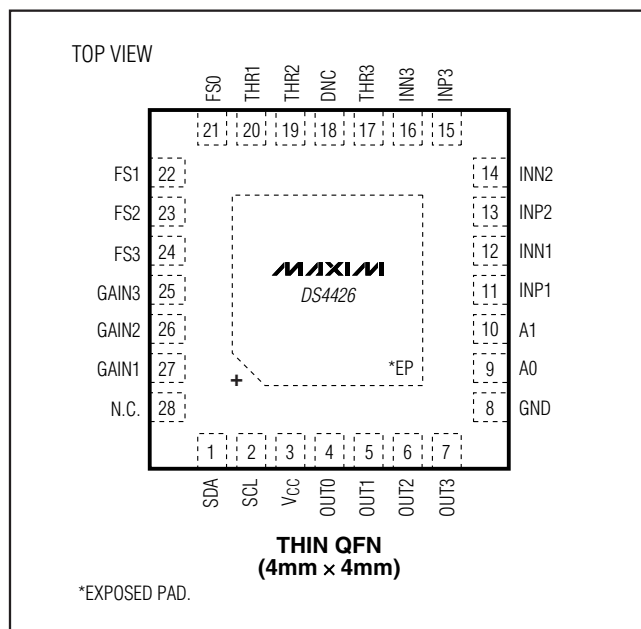 TOP VIEW
FS0
THR1
THR2
DNC
THR3
INN3
INP3
21
20
19
18
17
16
15
FS1 22
FS2 23
FS3 24
GAIN3 25
GAIN2 26
GAIN1 27
N.C. 28
14 INN2
13 INP2
12 INN1
11 INP1
10 A1
9 A0
8 GND
MAXIM
DS4426
*EP
+
1
2
3
4
5
6
7
SDA
SCL
VCC
OUT0
OUT1
OUT2
OUT3
THIN QFN
(4mm × 4mm)
*EXPOSED PAD.